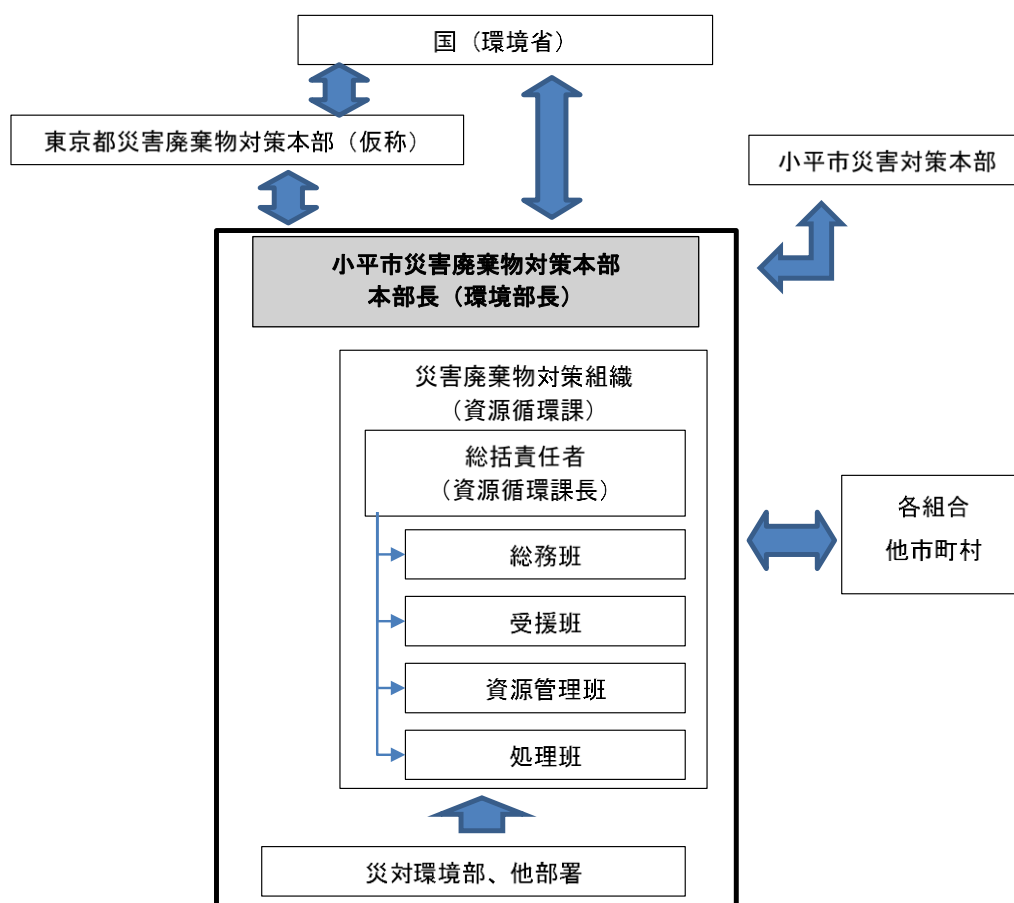 国（環境省）
東京都災害廃棄物対策本部（仮称）
小平市災害対策本部
小平市災害廃棄物対策本部
本部長（環境部長）
災害廃棄物対策組織
（資源循環課）
総括責任者
（資源循環課長）
総務班
受援班
資源管理班
処理班
各組合
他市町村
災対環境部、他部署